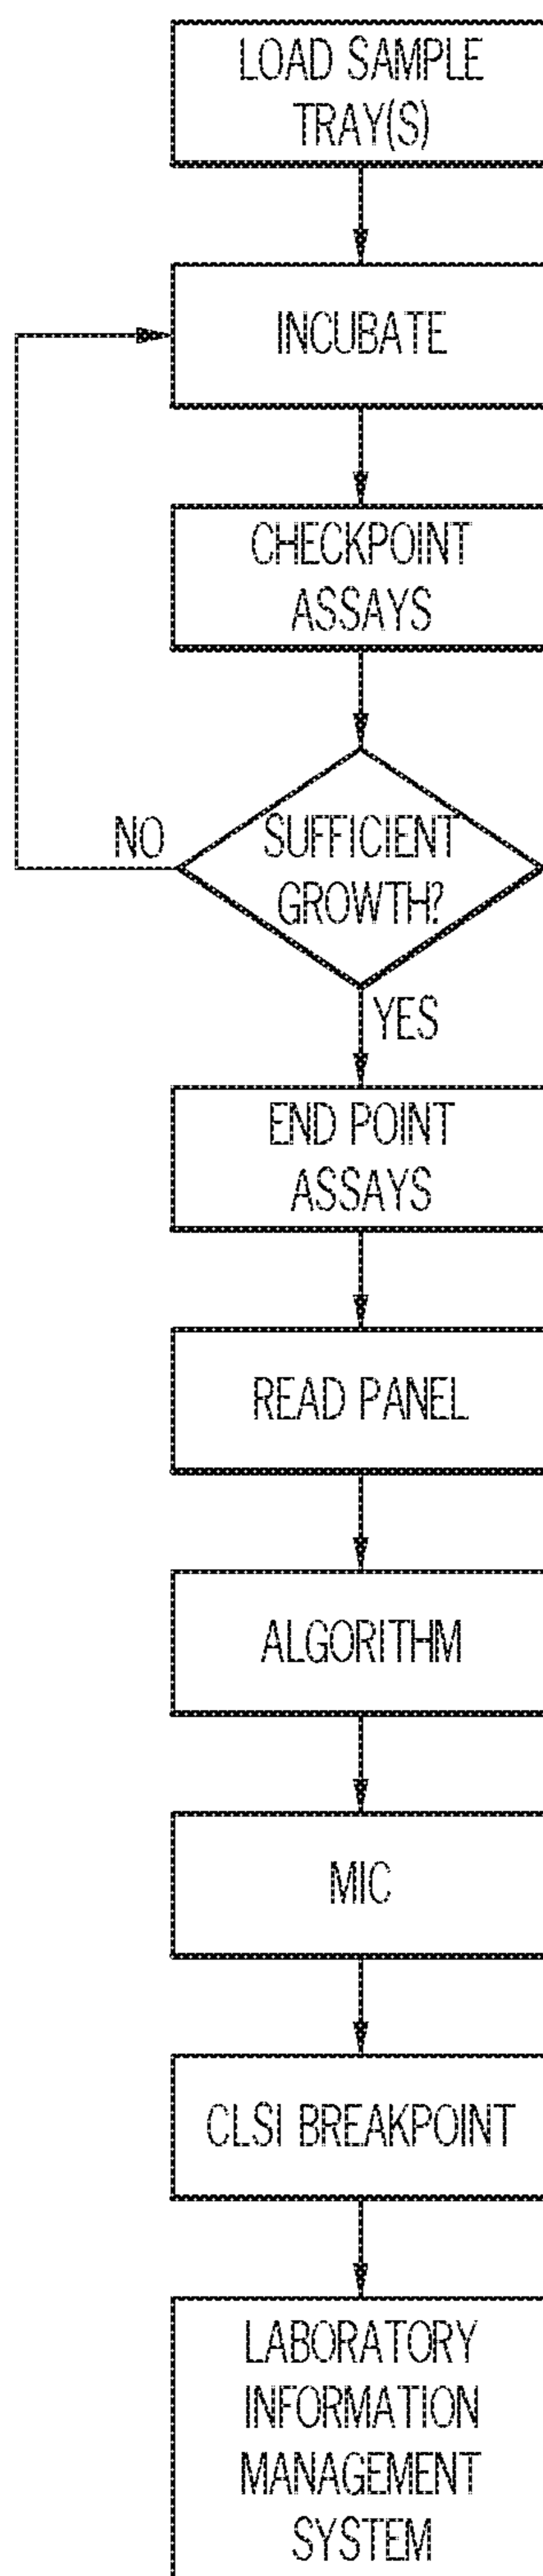 LOAD SAMPLE
TRAY(S)
INCUBATE
CHECKPOINT
ASSAYS
NO
SUFFICIENT
GROWTH?
YES
END POINT
ASSAYS
READ PANEL
ALGORITHM
MIC
CLSI BREAKPOINT
LABORATORY
INFORMATION
MANAGEMENT
SYSTEM